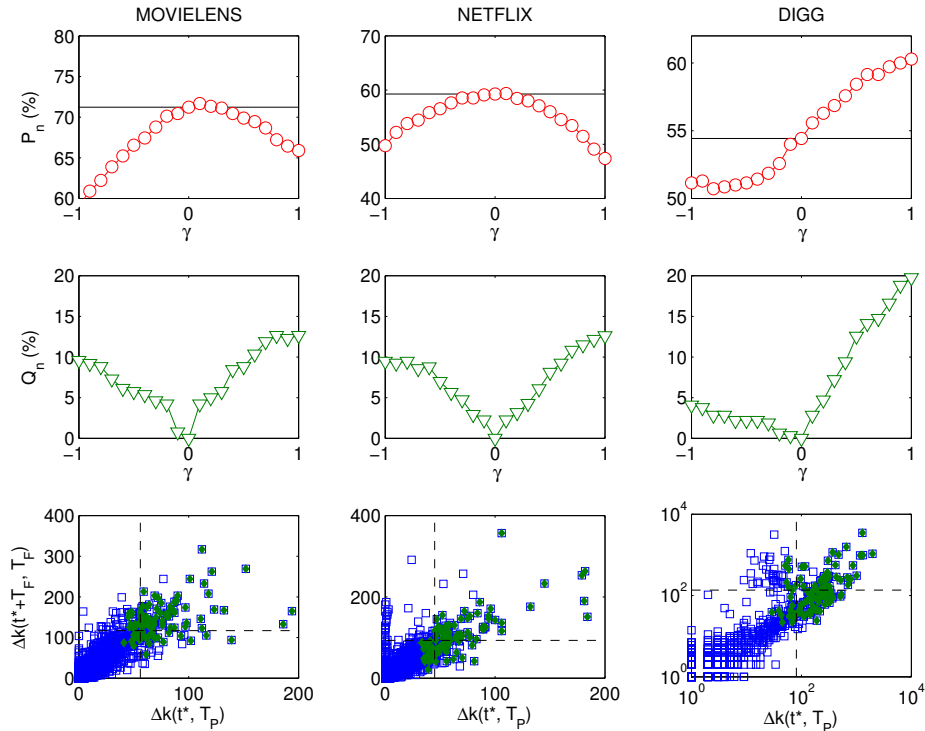 MOVIELENS NETFLIX DIGG
P_n (%)
80
75
70
65
60
−1 0 1
γ
60
50
40
−1 0 1
γ
60
55
50
−1 0 1
γ
Q_n (%)
20
15
10
5
0
−1 0 1
γ
20
15
10
5
0
−1 0 1
γ
20
15
10
5
0
−1 0 1
γ
Δk(t*+T_F, T_F)
400
300
200
100
0
0 100 200
Δk(t*, T_P)
400
300
200
100
0
0 100 200
Δk(t*, T_P)
10^4
10^2
10^0
10^0 10^2 10^4
Δk(t*, T_P)